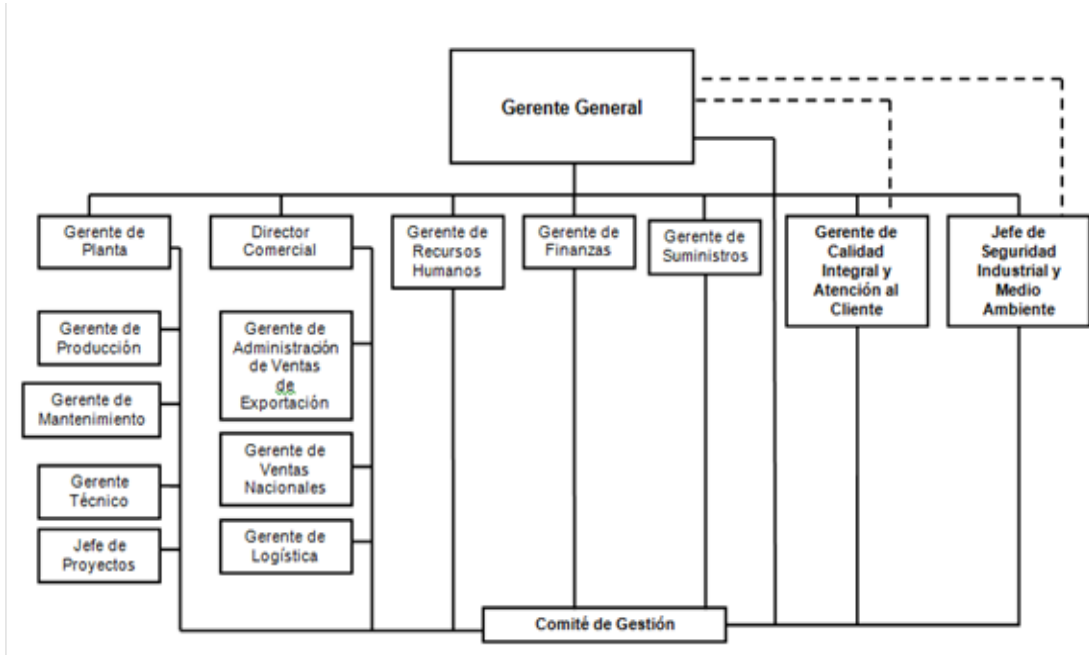 Gerente General
Gerente de
Planta
Director
Comercial
Gerente de
Recursos
Humanos
Gerente de
Finanzas
Gerente de
Suministros
Gerente de
Calidad
Integral y
Atención al
Cliente
Jefe de
Seguridad
Industrial y
Medio
Ambiente
Gerente de
Producción
Gerente de
Mantenimiento
Gerente
Técnico
Jefe de
Proyectos
Gerente de
Administración
de Ventas
de
Exportación
Gerente de
Ventas
Nacionales
Gerente de
Logística
Comité de Gestión